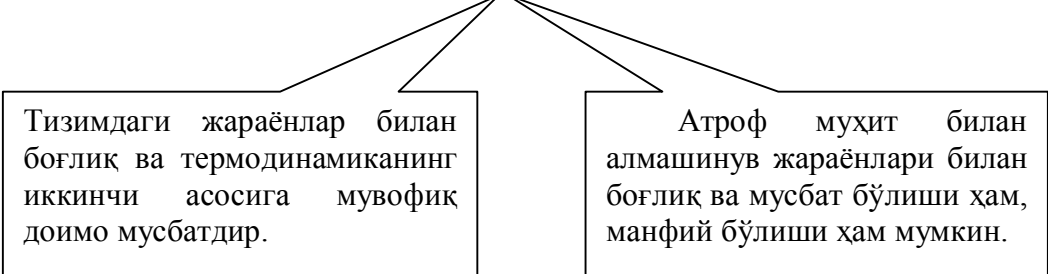 Тизимдаги жараёнлар билан
боғлиқ ва термодинамиканинг
иккинчи асосига мувофиқ
доимо мусбатдир.
Атроф муҳит билан
алмашинув жараёнлари билан
боғлиқ ва мусбат бўлиши ҳам,
манфий бўлиши ҳам мумкин.